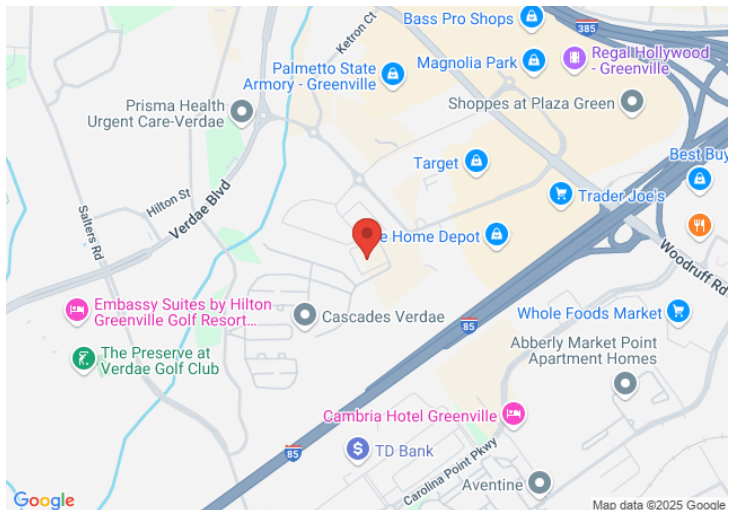 Ketron Ct
Bass Pro Shops
385
Regal Hollywood
- Greenville
Magnolia Park
Palmetto State
Armory - Greenville
Shoppes at Plaza Green
Prisma Health
Urgent Care-Verdae
Target
Best Buy
Trader Joe's
Hilton St
Verdae Blvd
Salters Rd
e Home Depot
Woodruff Rd
Embassy Suites by Hilton
Greenville Golf Resort...
Cascades Verdae
85
Whole Foods Market
Abberly Market Point
Apartment Homes
The Preserve at
Verdae Golf Club
Cambria Hotel Greenville
85
$
TD Bank
Carolina Point Pkwy
Aventine
Google
Map data ©2025 Google